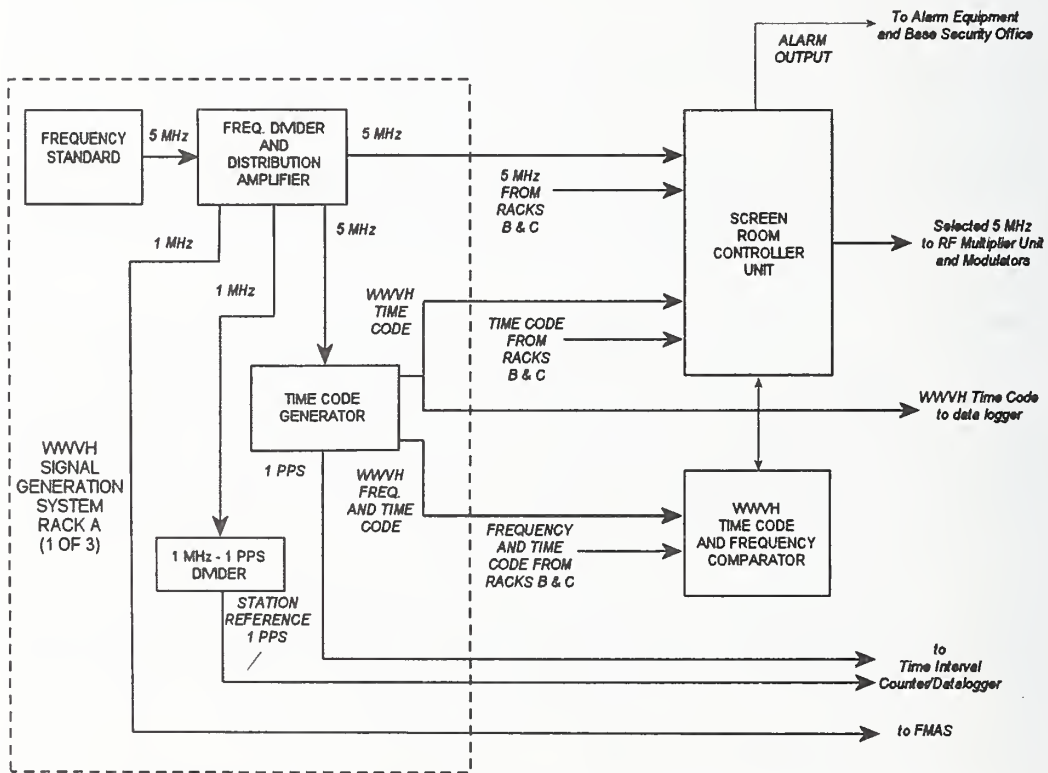 To Alarm Equipment
and Base Security Office
ALARM
OUTPUT
FREQUENCY
STANDARD
5 MHz
FREQ. DIVIDER
AND
DISTRIBUTION
AMPLIFIER
5 MHz
5 MHz
FROM
RACKS
B & C
SCREEN
ROOM
CONTROLLER
UNIT
Selected 5 MHz
to RF Multiplier Unit
and Modulators
1 MHz
1 MHz
5 MHz
WWVH
TIME
CODE
TIME CODE
FROM
RACKS
B & C
TIME CODE
GENERATOR
WWVH Time Code
to data logger
WWVH
SIGNAL
GENERATION
SYSTEM
RACK A
(1 OF 3)
1 PPS
WWVH
FREQ.
AND TIME
CODE
FREQUENCY
AND TIME
CODE FROM
RACKS B & C
WWVH
TIME CODE
AND FREQUENCY
COMPARATOR
1 MHz - 1 PPS
DIVIDER
STATION
REFERENCE
1 PPS
to
Time Interval
Counter/Datalogger
to FMAS